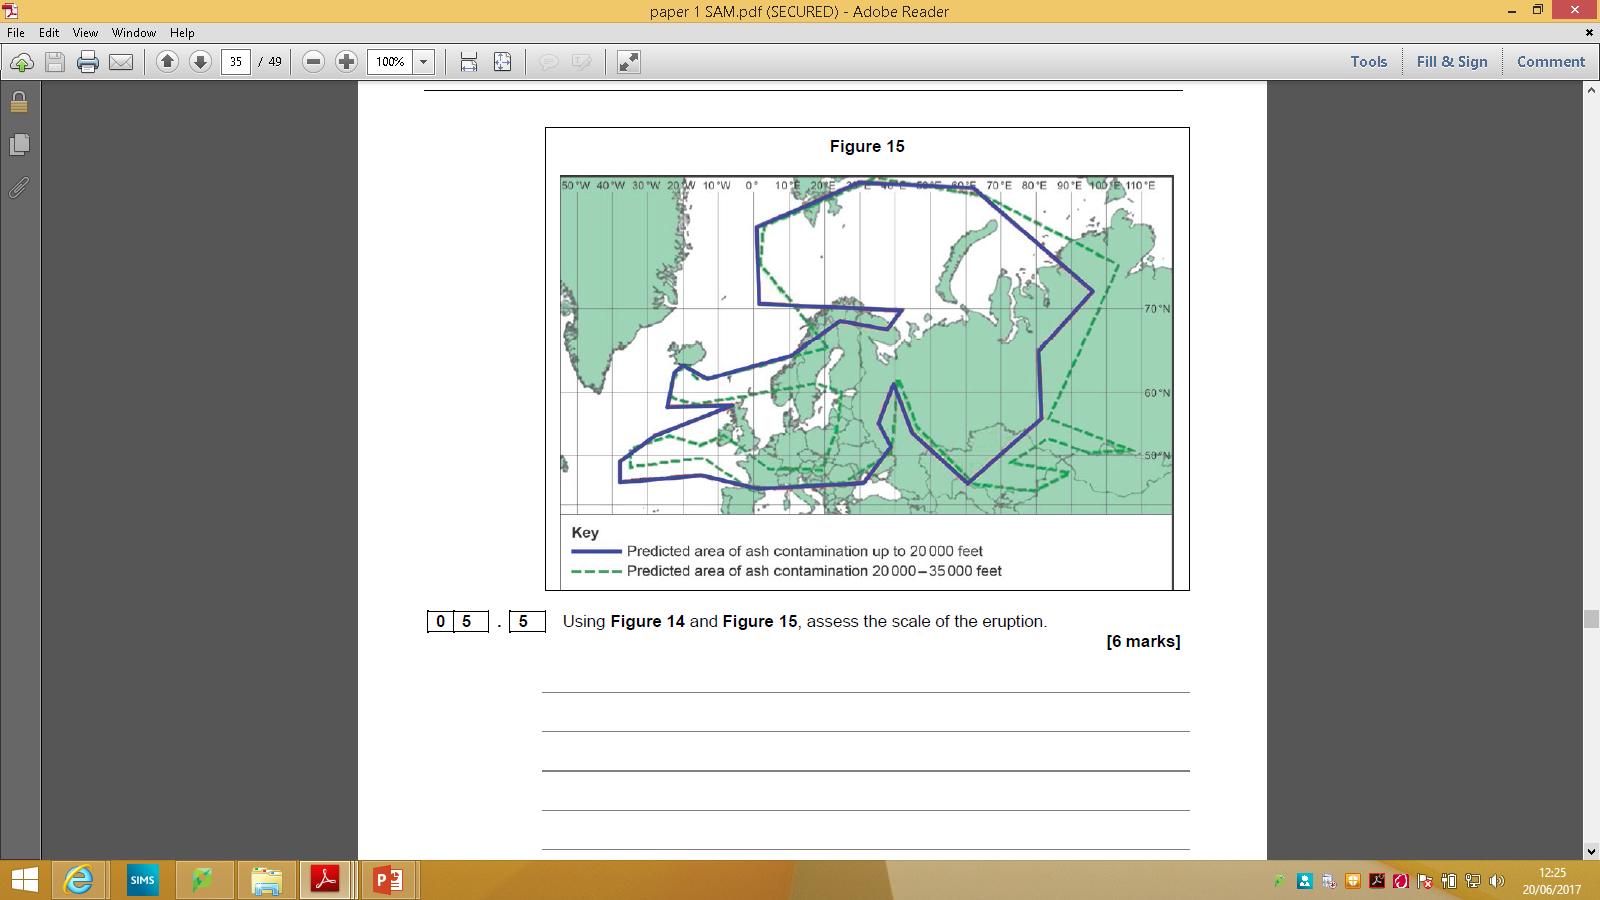 paper 1 SAM.pdf (SECURED) - Adobe Reader
File Edit View Window Help
35 / 49 100% Tools Fill & Sign Comment
Figure 15
50°W 40°W 30°W 20°W 10°W 0° 10°E 20°E 30°E 40°E 50°E 60°E 70°E 80°E 90°E 100°E 110°E
70°N
60°N
50°N
Key
Predicted area of ash contamination up to 20 000 feet
Predicted area of ash contamination 20 000 – 35 000 feet
0 5 . 5 Using Figure 14 and Figure 15, assess the scale of the eruption.
[6 marks]
SIMS
12:25
20/06/2017